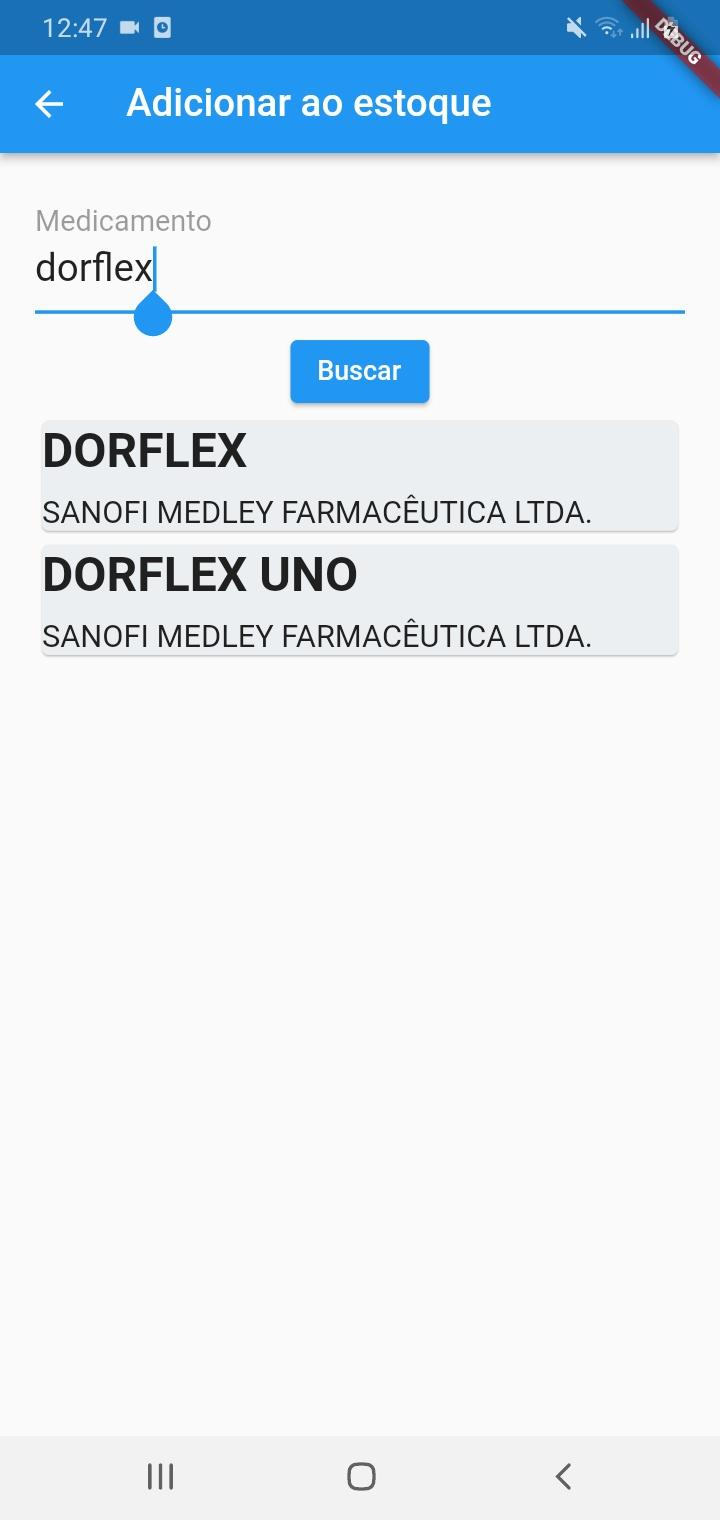 12:47
DEBUG
Adicionar ao estoque
Medicamento
dorflex
Buscar
DORFLEX
SANOFI MEDLEY FARMACÊUTICA LTDA.
DORFLEX UNO
SANOFI MEDLEY FARMACÊUTICA LTDA.